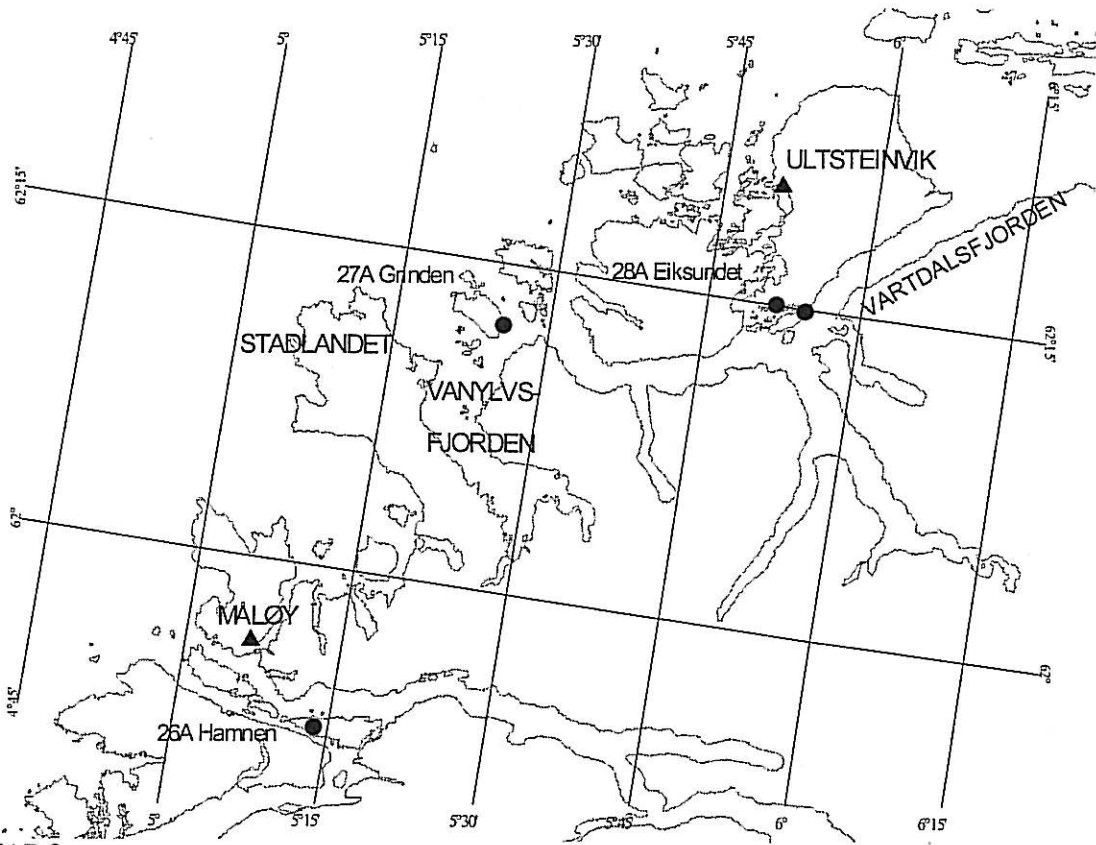 4°45'
5°
5°15'
5°30'
5°45'
6°
6°15'
62°15'
ULTSTEINVIK
VARTDALSFJORDEN
27A Grinden
28A Eiksundet
STADLANDET
62°15'
VANYLVS-
FJORDEN
62°
MÅLØY
62°
4°45'
26A Hamnen
5°
5°15'
5°30'
5°45'
6°
6°15'